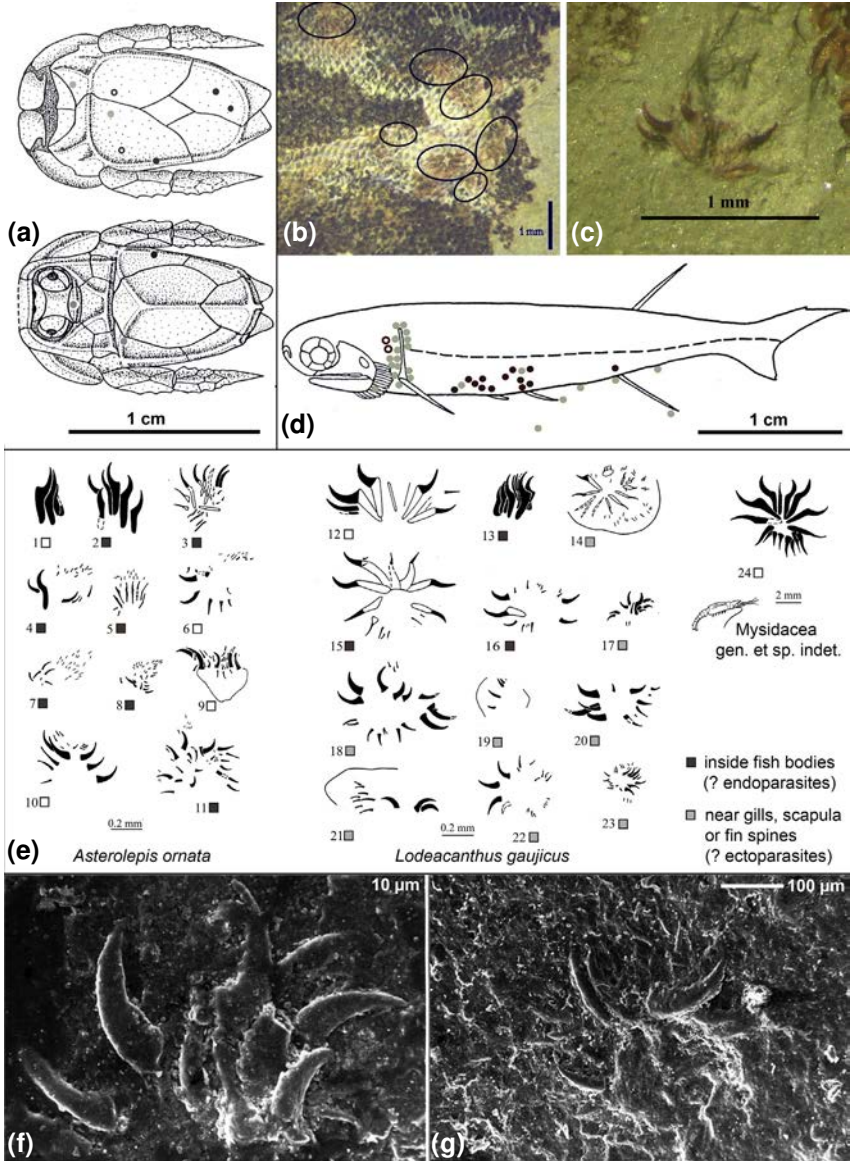 (a)
1 cm
(b)
1 mm
(c)
1 mm
(d)
1 cm
1
2
3
4
5
6
7
8
9
10
11
0.2 mm
(e)
Asterolepis ornata
12
13
14
15
16
17
18
19
20
21
22
23
0.2 mm
Lodeacanthus gaujicus
24
2 mm
Mysidacea
gen. et sp. indet.
inside fish bodies
(? endoparasites)
near gills, scapula
or fin spines
(? ectoparasites)
10 µm
(f)
100 µm
(g)